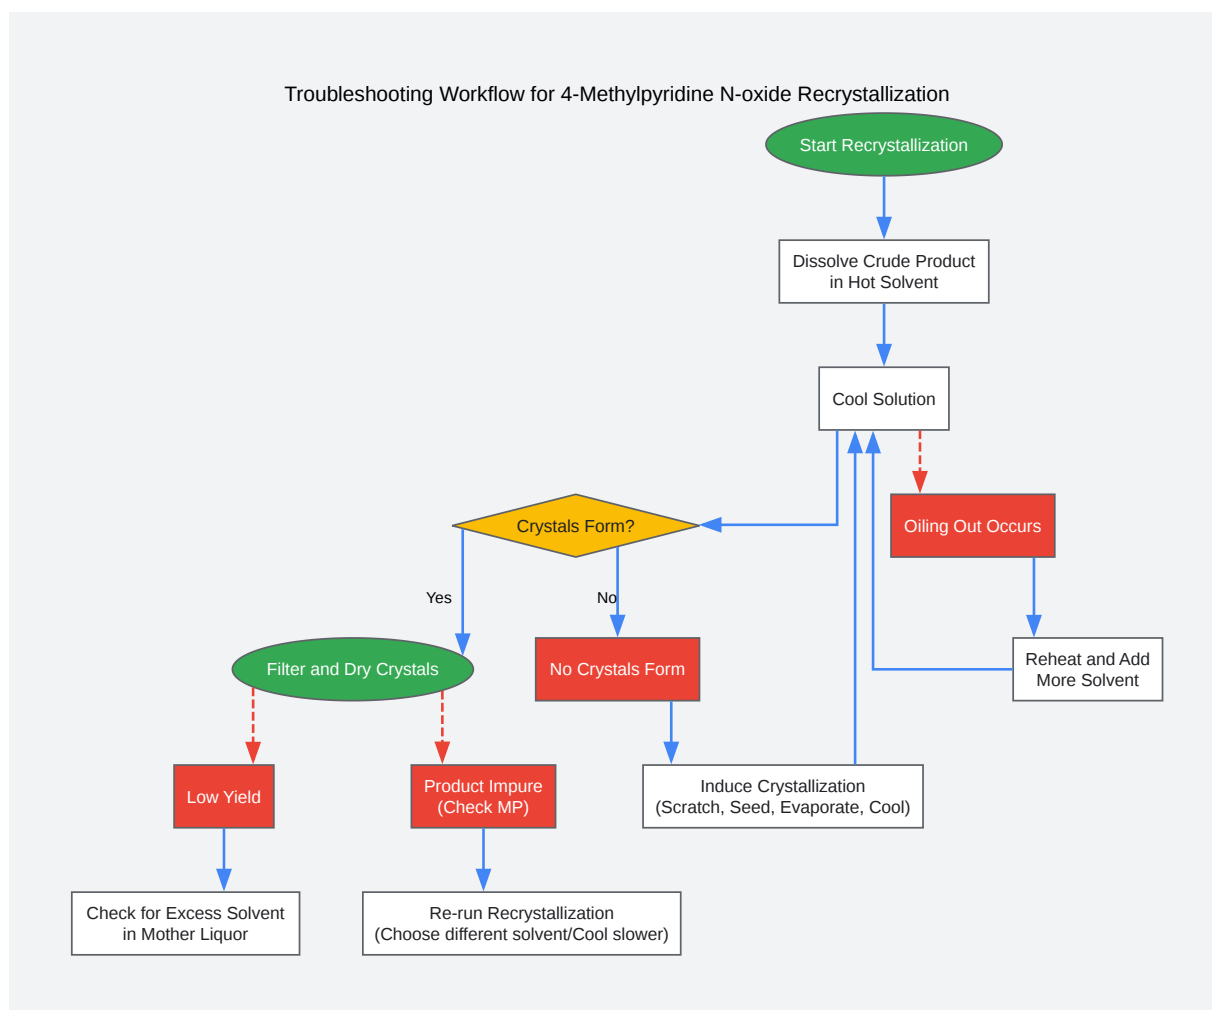 Troubleshooting Workflow for 4-Methylpyridine N-oxide Recrystallization
Start Recrystallization
Dissolve Crude Product
in Hot Solvent
Cool Solution
Crystals Form?
Oiling Out Occurs
Yes
No
Filter and Dry Crystals
No Crystals Form
Reheat and Add
More Solvent
Low Yield
Product Impure
(Check MP)
Induce Crystallization
(Scratch, Seed, Evaporate, Cool)
Check for Excess Solvent
in Mother Liquor
Re-run Recrystallization
(Choose different solvent/Cool slower)